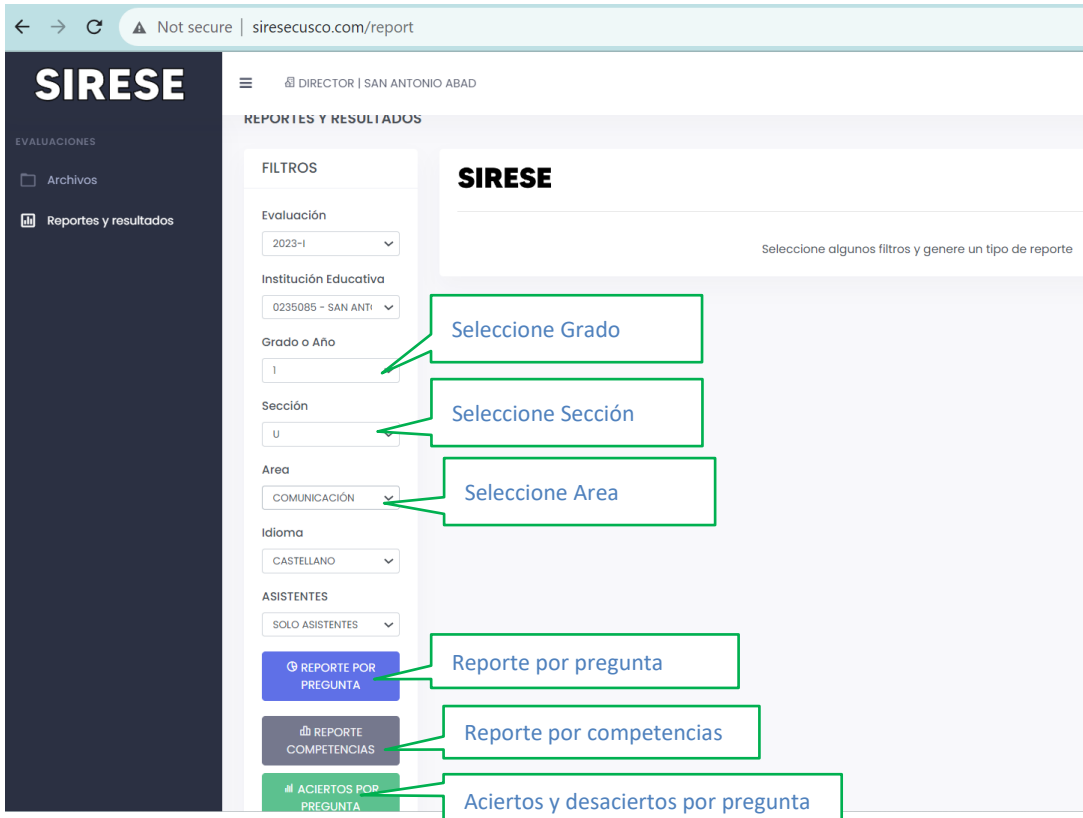 Not secure | siresecusco.com/report
SIRESE
DIRECTOR | SAN ANTONIO ABAD
REPORTES Y RESULTADOS
EVALUACIONES
Archivos
Reportes y resultados
FILTROS
Evaluación
2023-I
Institución Educativa
0235085 - SAN ANT
Grado o Año
1
Sección
U
Area
COMUNICACIÓN
Idioma
CASTELLANO
ASISTENTES
SOLO ASISTENTES
REPORTE POR
PREGUNTA
REPORTE
COMPETENCIAS
ACIERTOS POR
PREGUNTA
SIRESE
Seleccione algunos filtros y genere un tipo de reporte
Seleccione Grado
Seleccione Sección
Seleccione Area
Reporte por pregunta
Reporte por competencias
Aciertos y desaciertos por pregunta